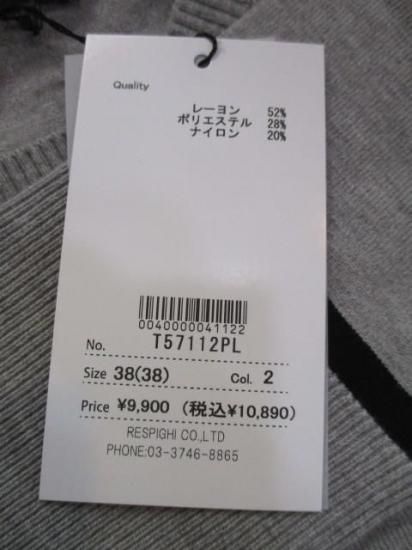 Quality
レーヨン 52%
ポリエステル 28%
ナイロン 20%
0040000041122
No. T57112PL
Size 38(38) Col. 2
Price ¥9,900 (税込¥10,890)
RESPIGHI CO.,LTD
PHONE:03-3746-8865